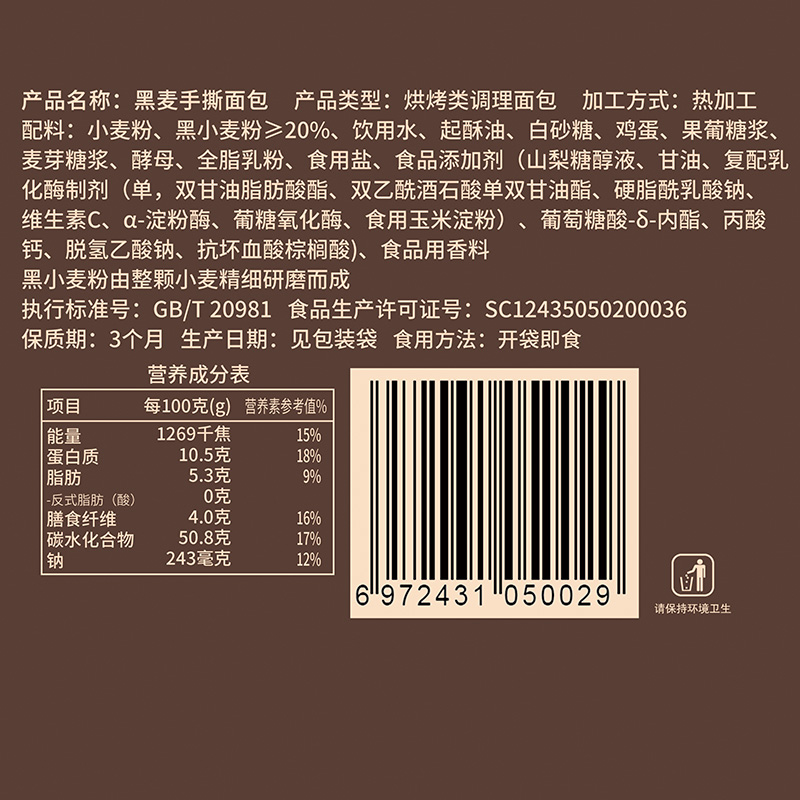 产品名称：黑麦手撕面包 产品类型：烘烤类调理面包 加工方式：热加工
配料：小麦粉、黑小麦粉≥20%、饮用水、起酥油、白砂糖、鸡蛋、果葡糖浆、
麦芽糖浆、酵母、全脂乳粉、食用盐、食品添加剂（山梨糖醇液、甘油、复配乳
化酶制剂（单，双甘油脂肪酸酯、双乙酰酒石酸单双甘油酯、硬脂酰乳酸钠、
维生素C、α-淀粉酶、葡糖氧化酶、食用玉米淀粉）、葡萄糖酸-δ-内酯、丙酸
钙、脱氢乙酸钠、抗坏血酸棕榈酸)、食品用香料
黑小麦粉由整颗小麦精细研磨而成
执行标准号：GB/T 20981 食品生产许可证号：SC12435050200036
保质期：3个月 生产日期：见包装袋 食用方法：开袋即食
营养成分表
项目 每100克(g) 营养素参考值%
能量 1269千焦 15%
蛋白质 10.5克 18%
脂肪 5.3克 9%
-反式脂肪（酸） 0克
膳食纤维 4.0克 16%
碳水化合物 50.8克 17%
钠 243毫克 12%
6 972431 050029
请保持环境卫生